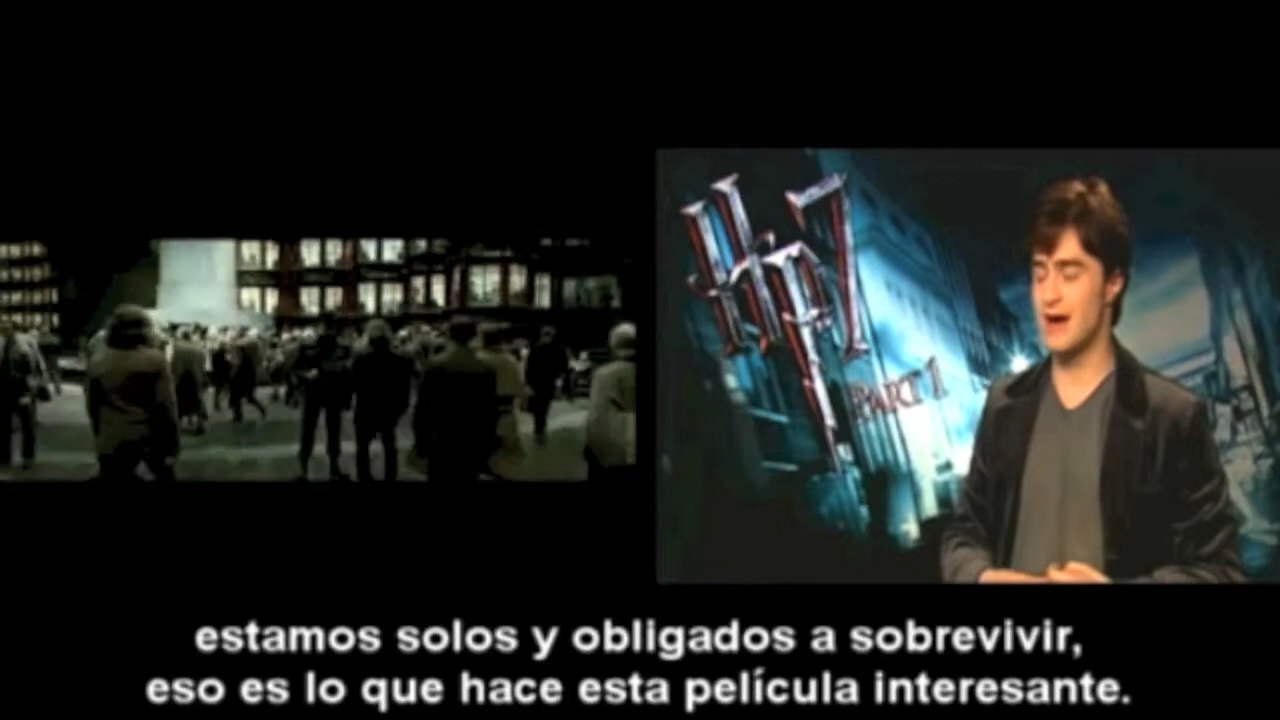 HP7
PART 1
estamos solos y obligados a sobrevivir,
eso es lo que hace esta película interesante.